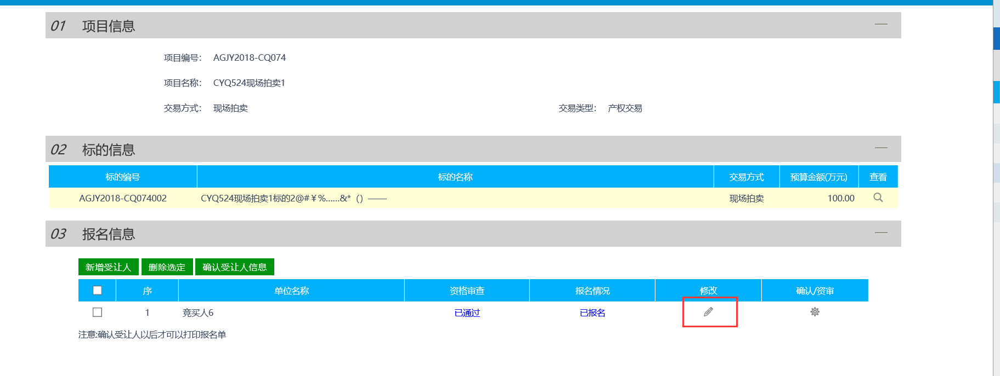 01 项目信息
项目编号： AGJY2018-CQ074
项目名称： CYQ524现场拍卖1
交易方式： 现场拍卖 交易类型： 产权交易
02 标的信息
标的编号 标的名称 交易方式 预算金额(万元) 查看
AGJY2018-CQ074002 CYQ524现场拍卖1标的2@#￥%……&*（）—— 现场拍卖 100.00
03 报名信息
新增受让人 删除选定 确认受让人信息
序 单位名称 资格审查 报名情况 修改 确认/资审
1 竞买人6 已通过 已报名
注意:确认受让人以后才可以打印报名单